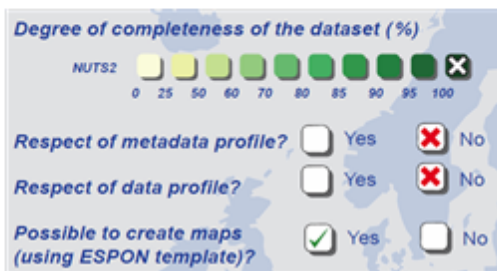 Degree of completeness of the dataset (%)
NUTS2
0 25 50 60 70 80 85 90 95 100
Respect of metadata profile? Yes No
Respect of data profile? Yes No
Possible to create maps
(using ESPON template)? Yes No